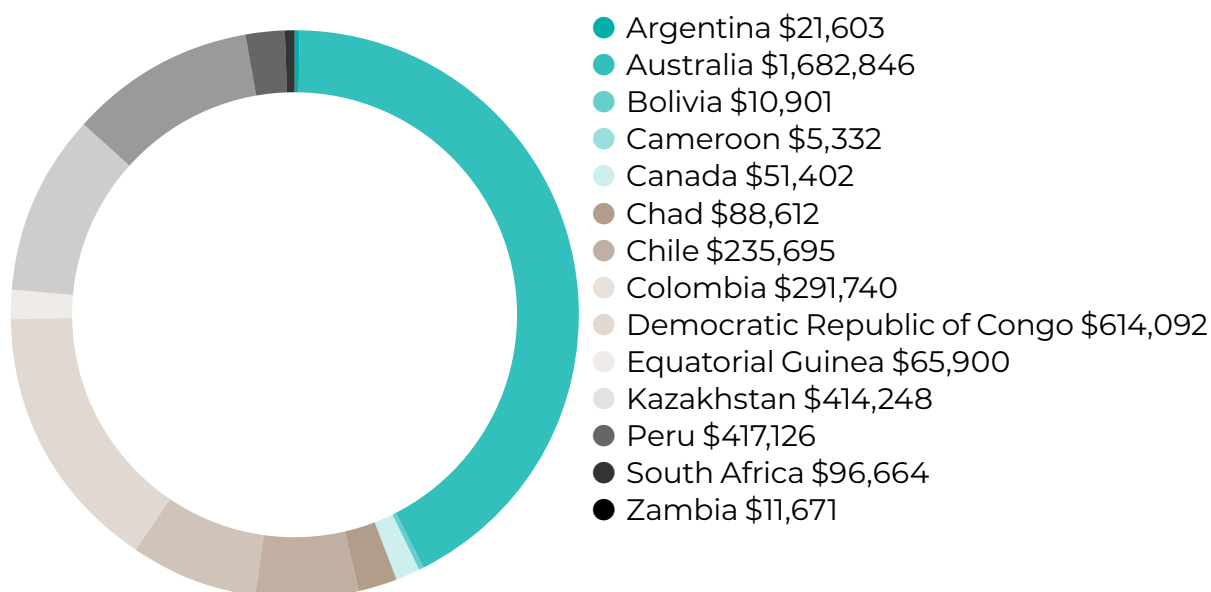 Argentina $21,603
Australia $1,682,846
Bolivia $10,901
Cameroon $5,332
Canada $51,402
Chad $88,612
Chile $235,695
Colombia $291,740
Democratic Republic of Congo $614,092
Equatorial Guinea $65,900
Kazakhstan $414,248
Peru $417,126
South Africa $96,664
Zambia $11,671